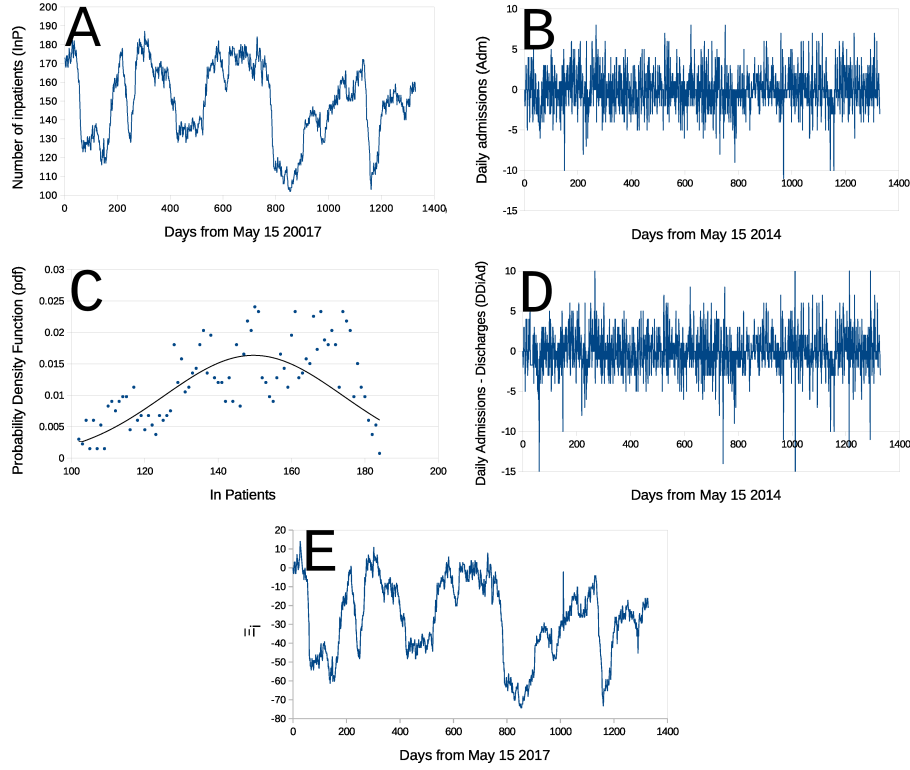 A
Number of inpatients (InP)
200
190
180
170
160
150
140
130
120
110
100
0 200 400 600 800 1000 1200 1400
Days from May 15 20017
B
Daily admissions (Adm)
10
5
0
-5
-10
-15
0 200 400 600 800 1000 1200 1400
Days from May 15 2014
C
Probability Density Function (pdf)
0.03
0.025
0.02
0.015
0.01
0.005
0
100 120 140 160 180 200
In Patients
D
Daily Admissions - Discharges (DDiAd)
10
5
0
-5
-10
-15
0 200 400 600 800 1000 1200 1400
Days from May 15 2014
E
Ξi
20
10
0
-10
-20
-30
-40
-50
-60
-70
-80
0 200 400 600 800 1000 1200 1400
Days from May 15 2017